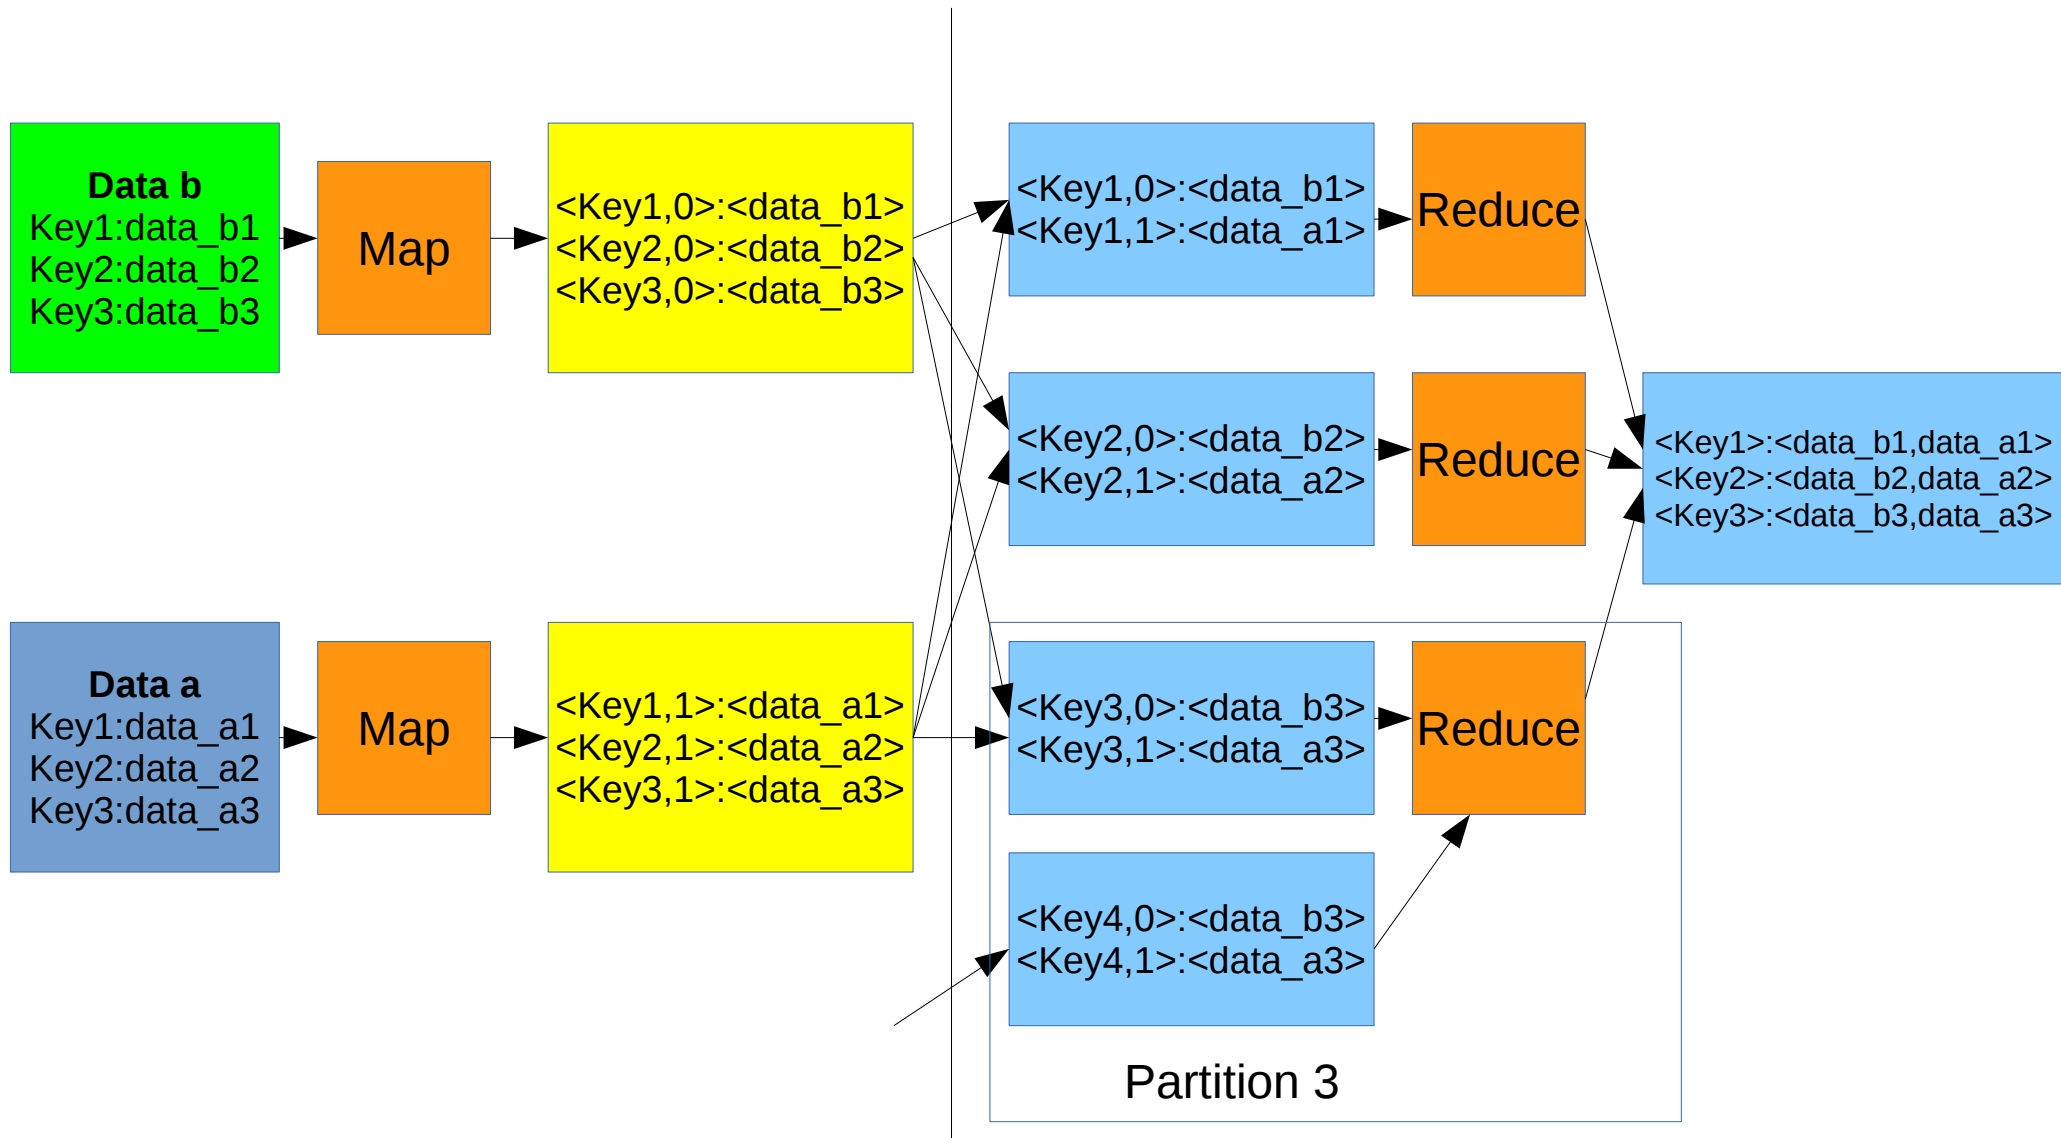 Data b
Key1:data_b1
Key2:data_b2
Key3:data_b3
Map
<Key1,0>:<data_b1>
<Key2,0>:<data_b2>
<Key3,0>:<data_b3>
<Key1,0>:<data_b1>
<Key1,1>:<data_a1>
Reduce
<Key2,0>:<data_b2>
<Key2,1>:<data_a2>
Reduce
<Key1>:<data_b1,data_a1>
<Key2>:<data_b2,data_a2>
<Key3>:<data_b3,data_a3>
Data a
Key1:data_a1
Key2:data_a2
Key3:data_a3
Map
<Key1,1>:<data_a1>
<Key2,1>:<data_a2>
<Key3,1>:<data_a3>
<Key3,0>:<data_b3>
<Key3,1>:<data_a3>
Reduce
<Key4,0>:<data_b3>
<Key4,1>:<data_a3>
Partition 3